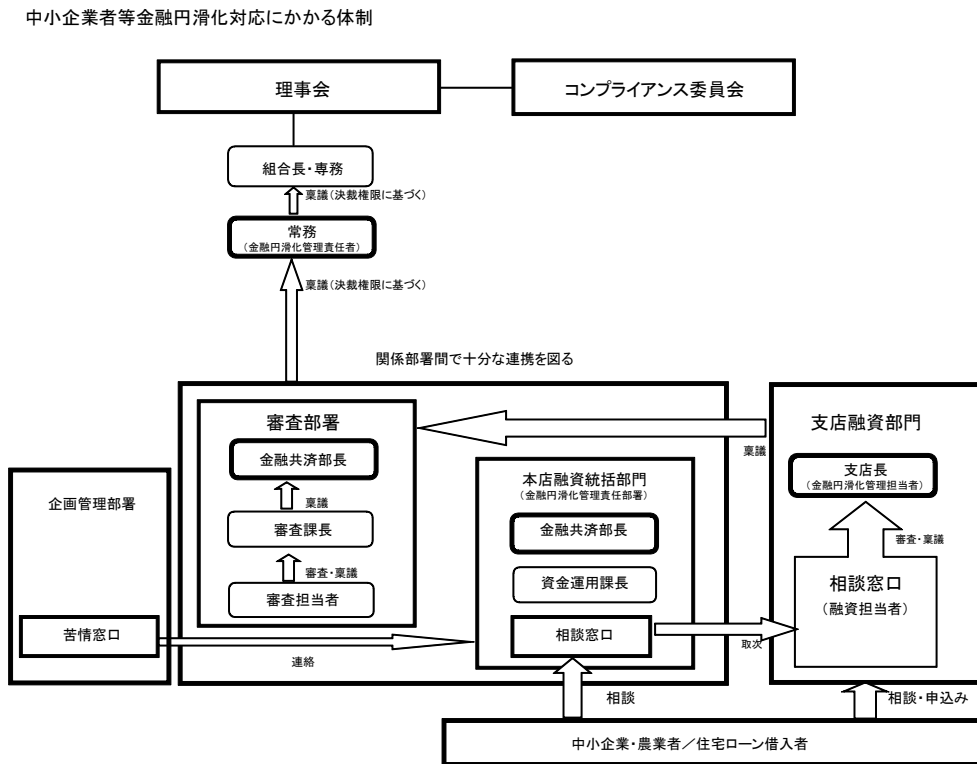 中小企業者等金融円滑化対応にかかる体制
理事会
コンプライアンス委員会
組合長・専務
稟議(決裁権限に基づく)
常務
(金融円滑化管理責任者)
稟議(決裁権限に基づく)
関係部署間で十分な連携を図る
審査部署
金融共済部長
稟議
審査課長
審査・稟議
審査担当者
本店融資統括部門
(金融円滑化管理責任部署)
金融共済部長
資金運用課長
相談窓口
支店融資部門
稟議
支店長
(金融円滑化管理担当者)
審査・稟議
相談窓口
(融資担当者)
企画管理部署
苦情窓口
連絡
取次
相談
相談・申込み
中小企業・農業者/住宅ローン借入者